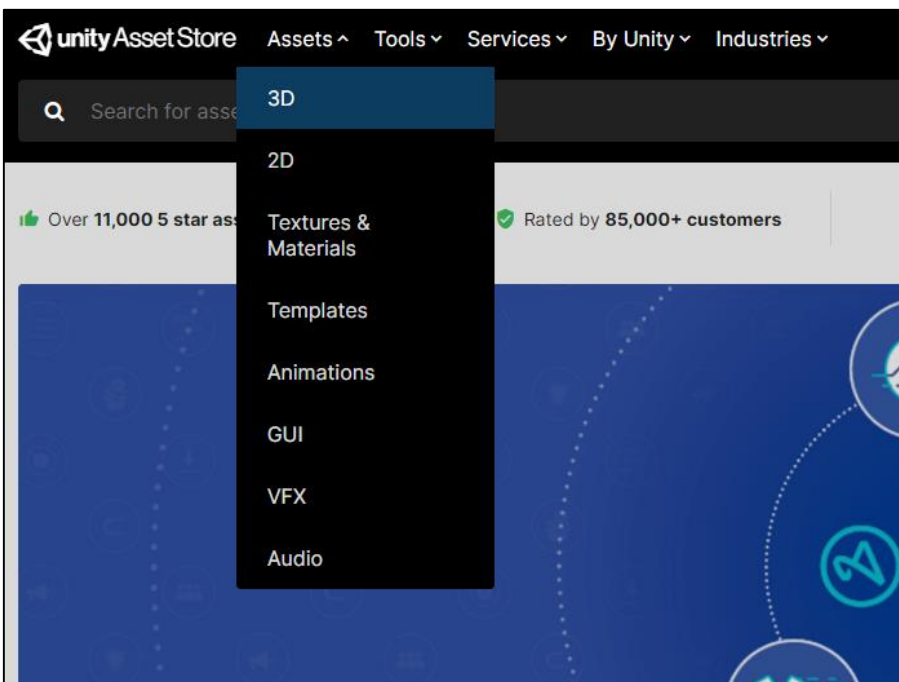 unity Asset Store Assets Tools Services By Unity Industries
Search for asse
3D
2D
Over 11,000 5 star ass
Rated by 85,000+ customers
Textures &
Materials
Templates
Animations
GUI
VFX
Audio